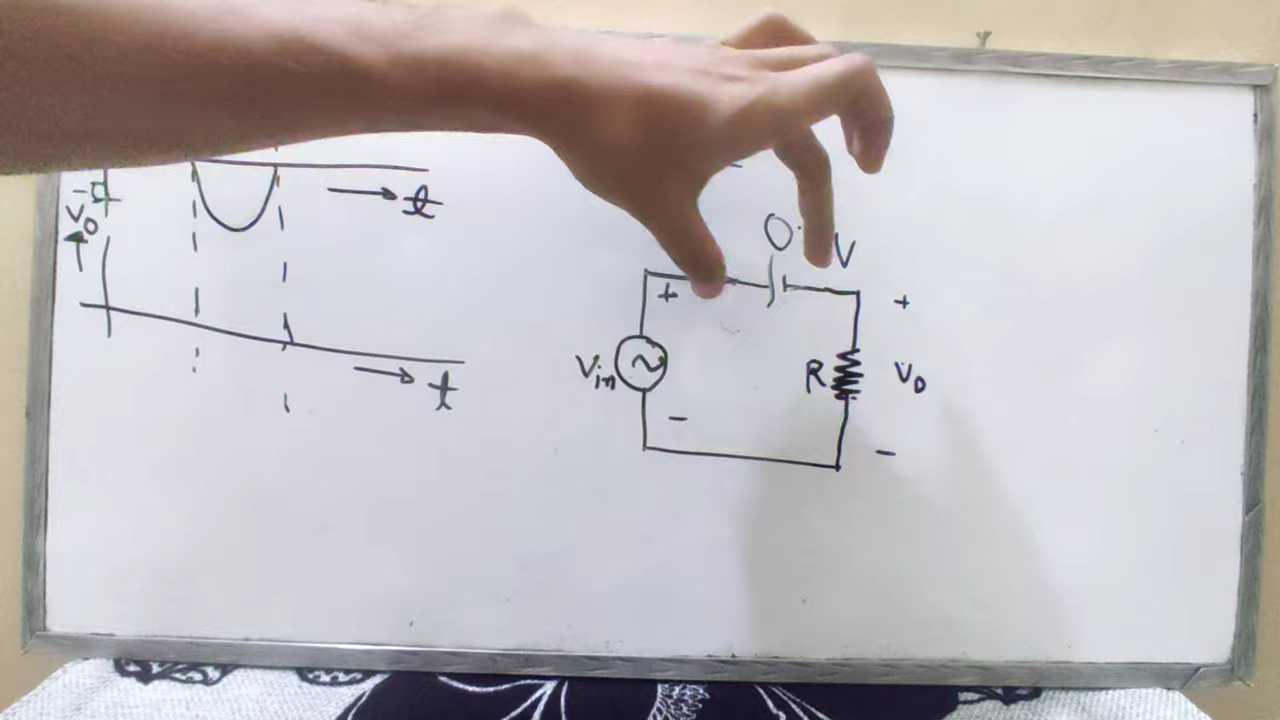 t
V0
t
0. V
+ +
Vin R V0
- -